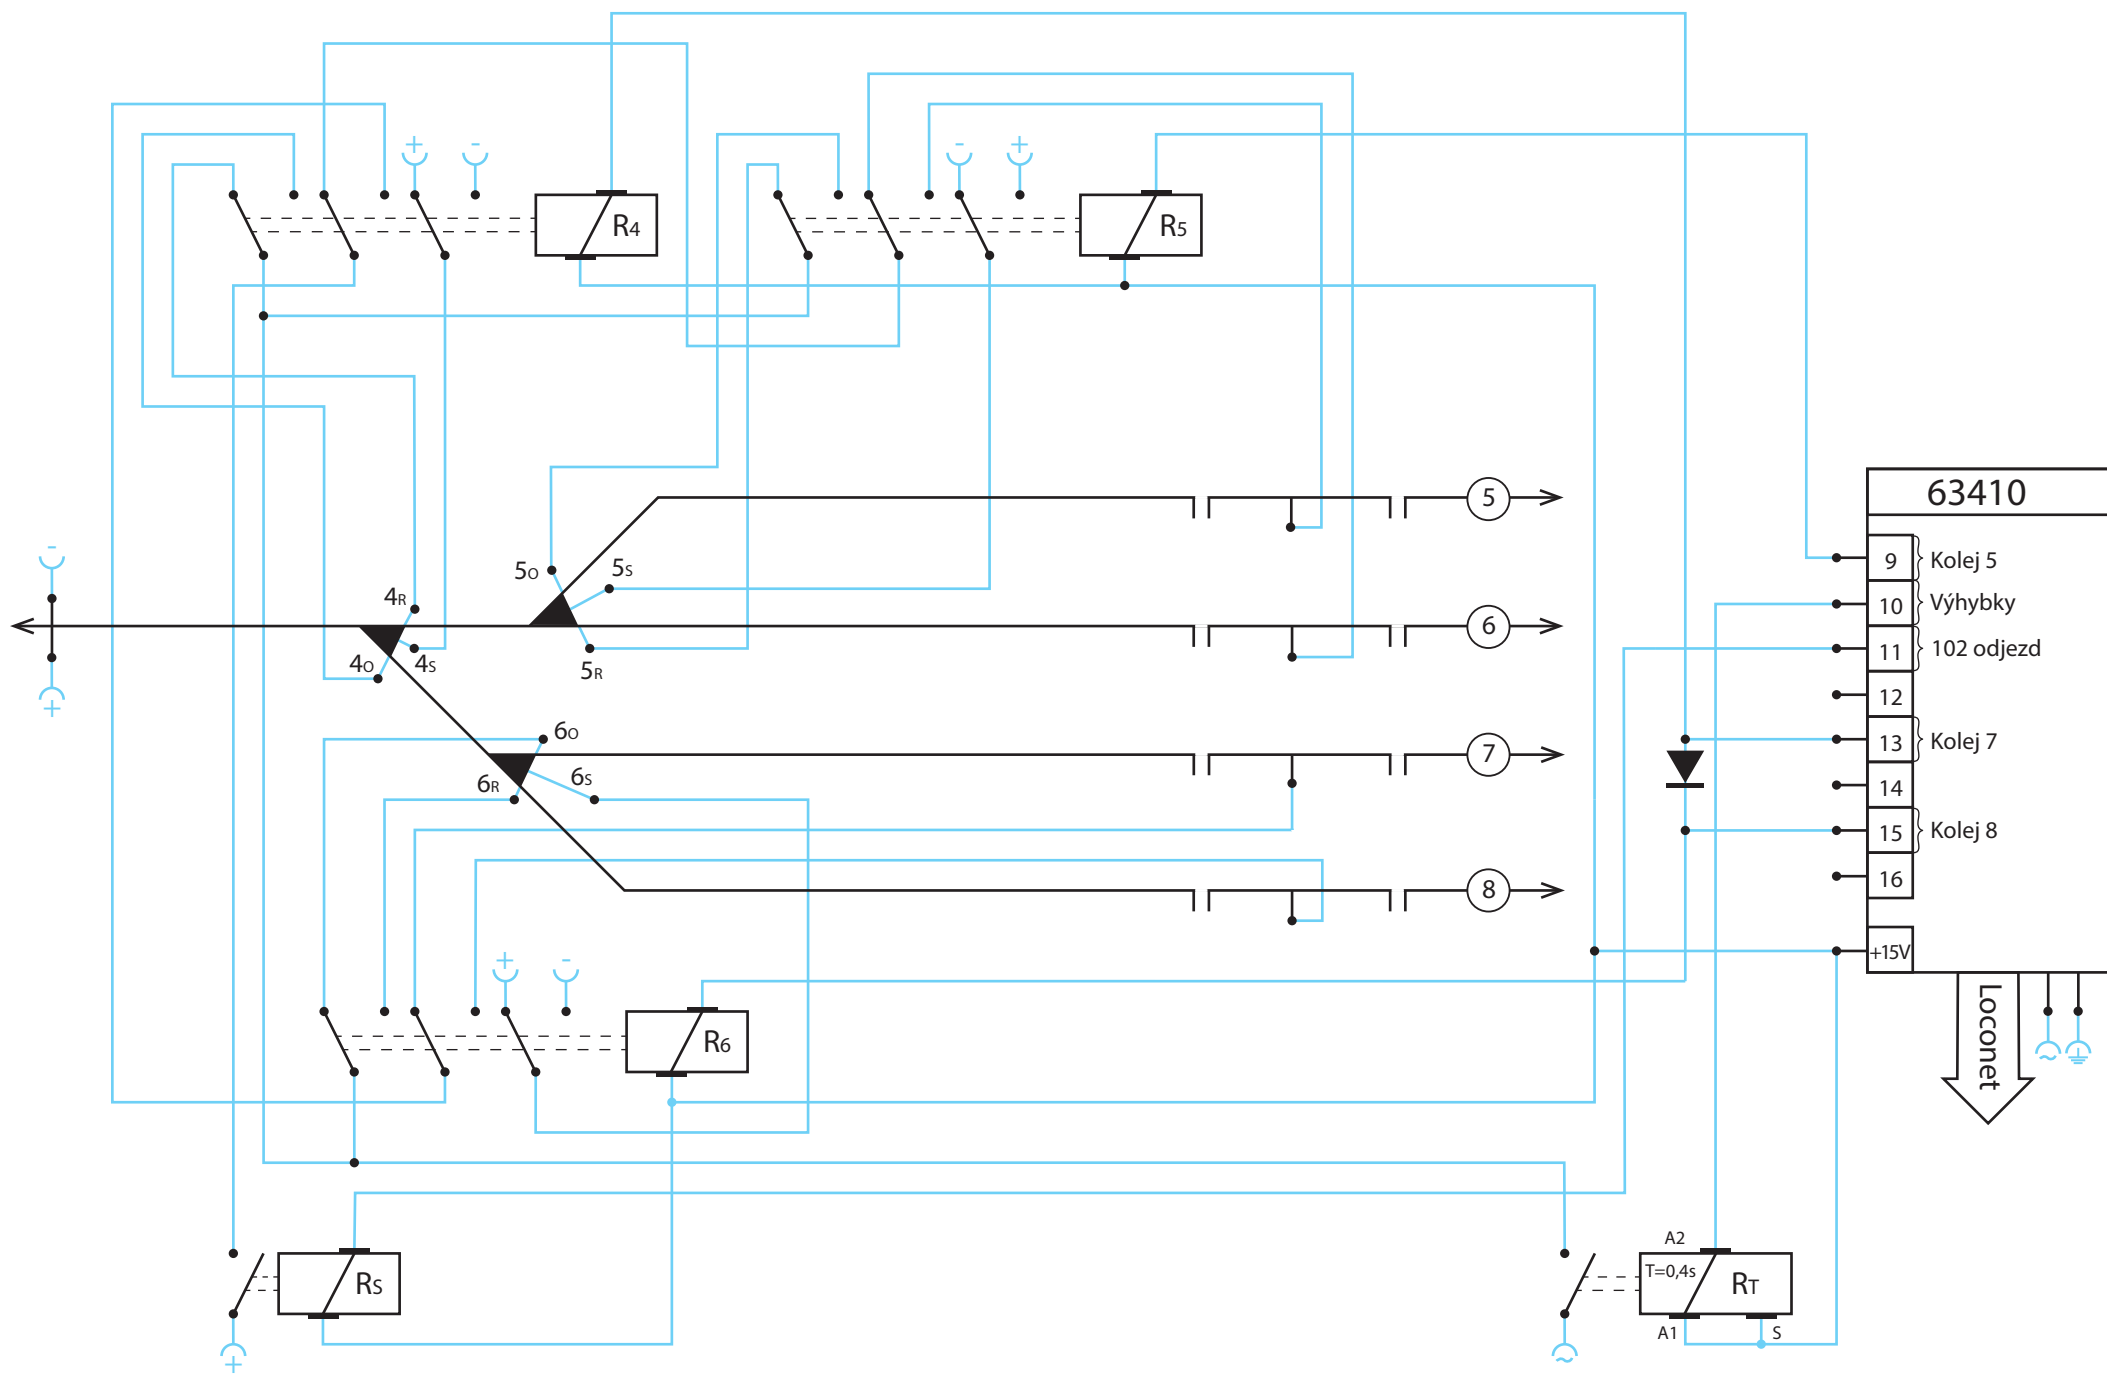 + - - +
R4 R5
5
5O 5S
-
4R
6
4O 4S
5R
+
6O
7
6R 6S
8
+ -
R6
63410
9 Kolej 5
10 Výhybky
11 102 odjezd
12
13 Kolej 7
14
15 Kolej 8
16
+15V
Loconet
~
RS
+
A2
T=0,4s RT
A1 S
~